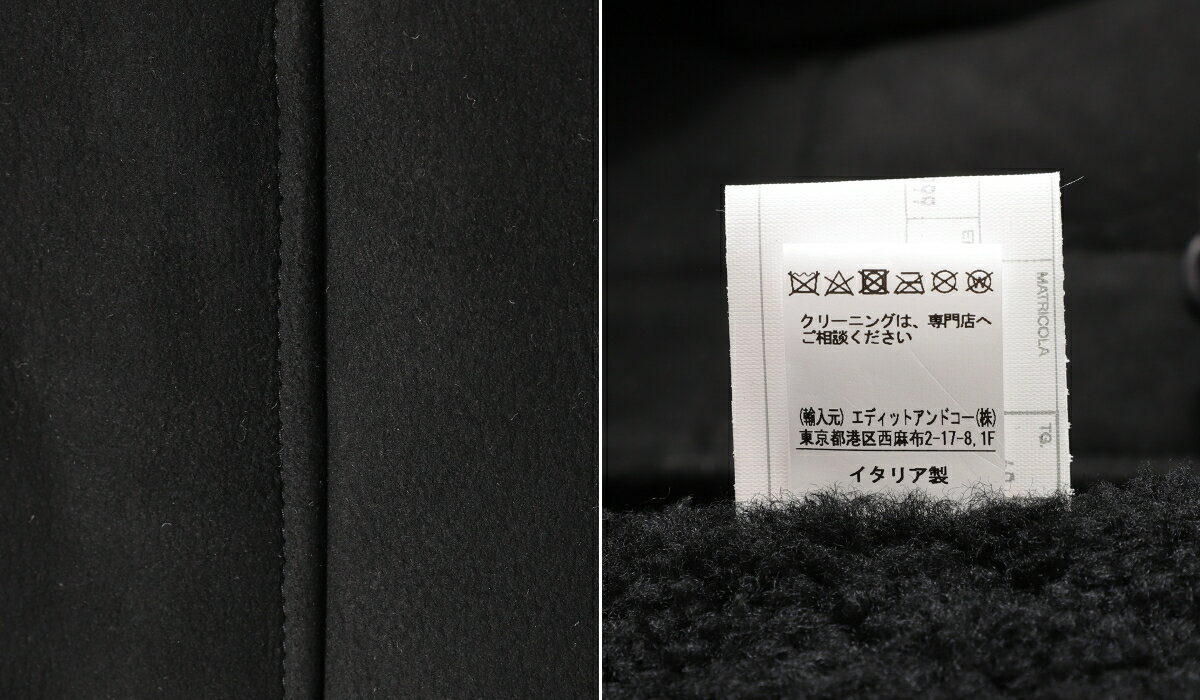 クリーニングは、専門店へ
ご相談ください
(輸入元) エディットアンドコー(株)
東京都港区西麻布2-17-8, 1F
イタリア製
MATRICOLA
TG.